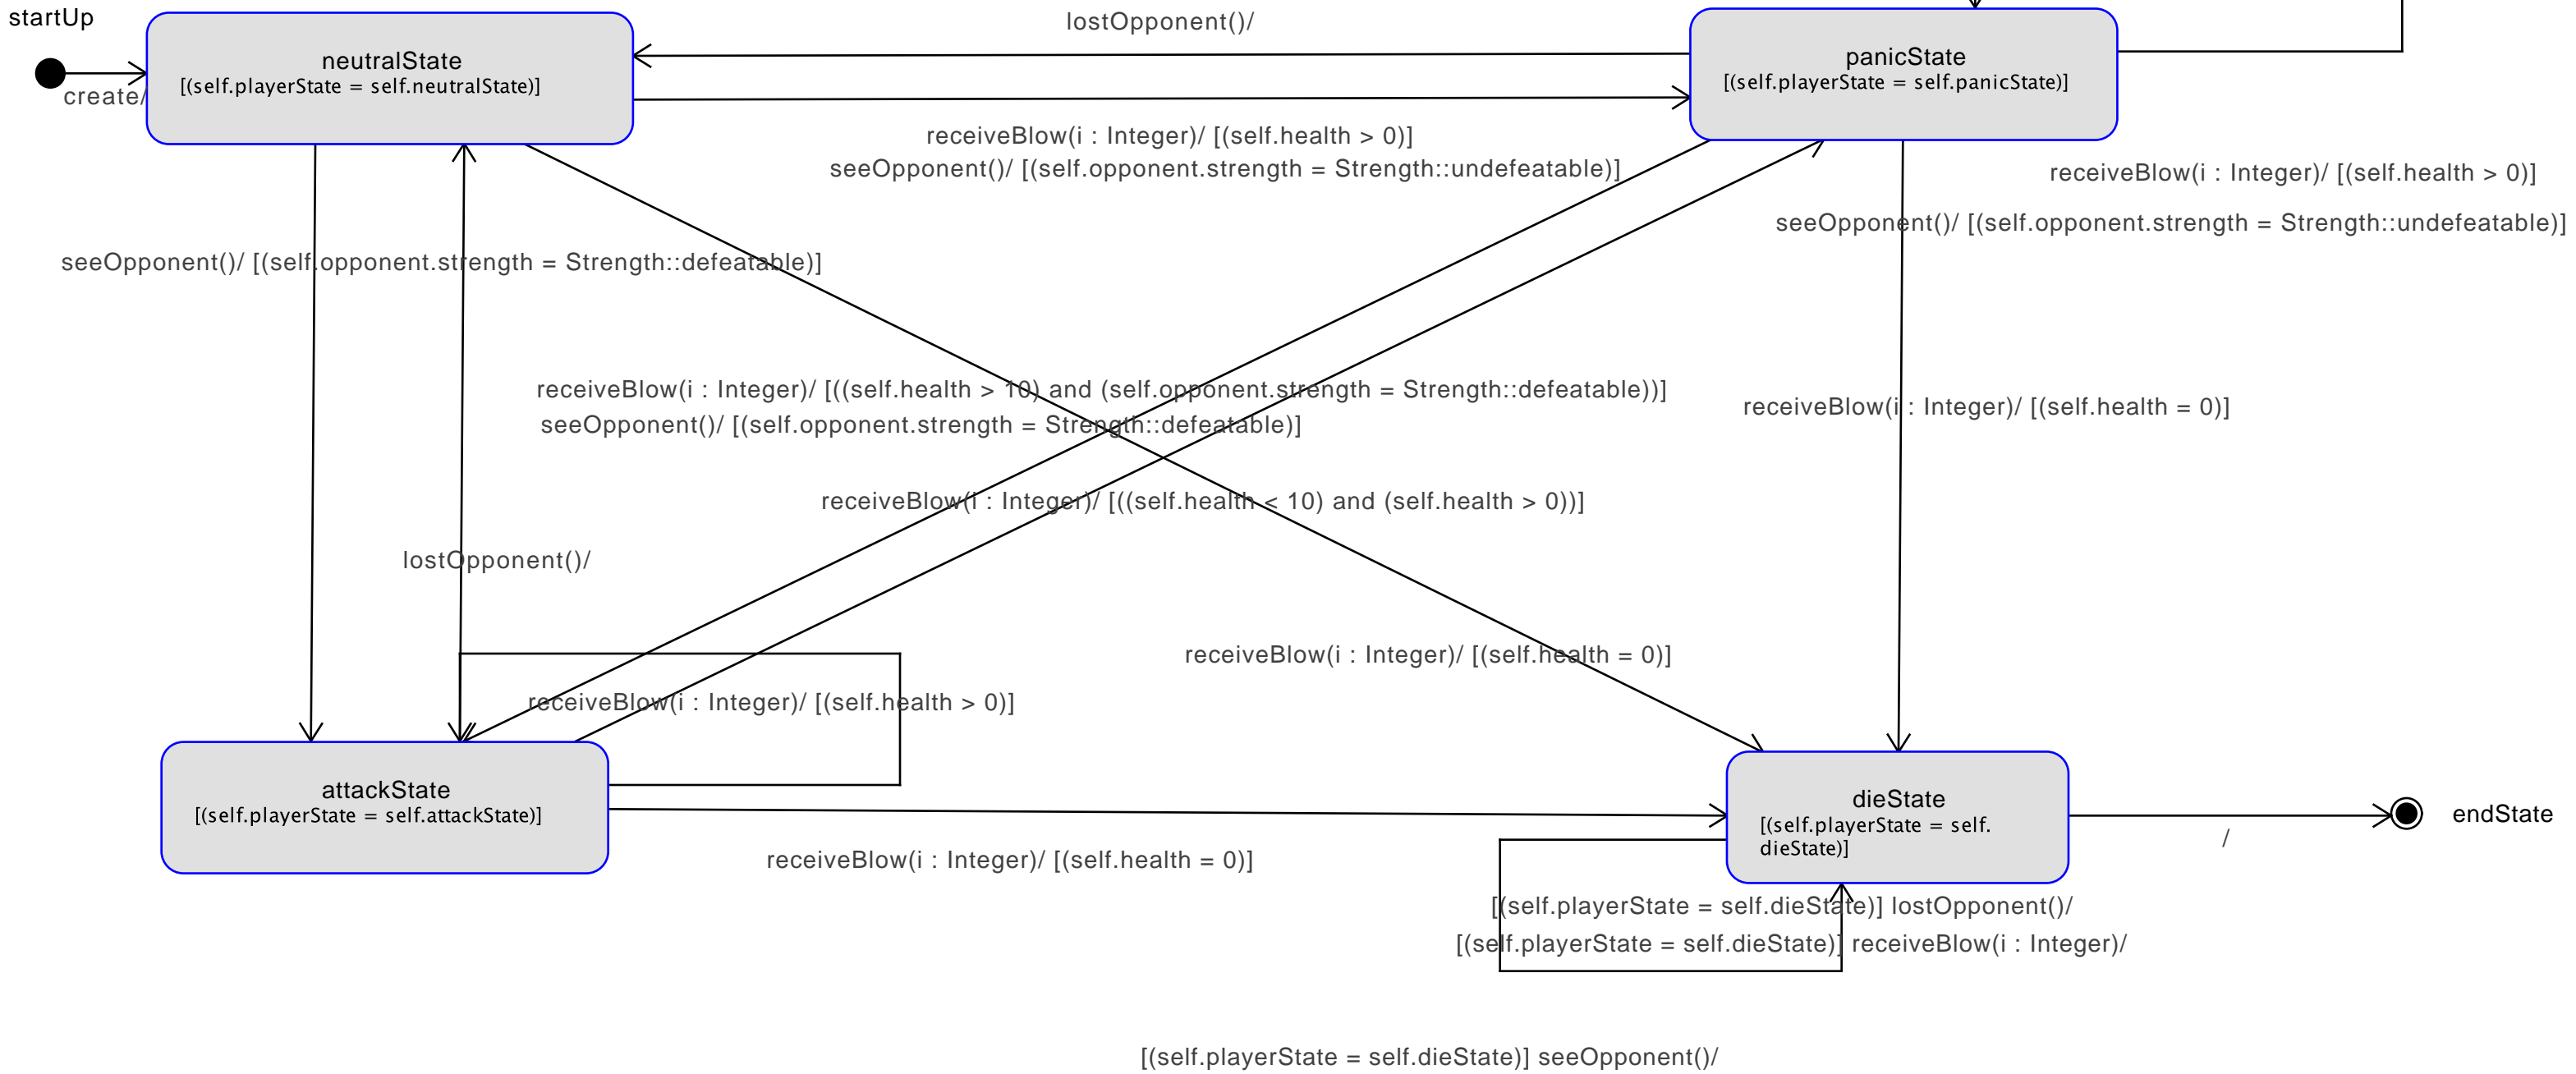 startUp
lostOpponent()/
neutralState
[(self.playerState = self.neutralState)]
panicState
[(self.playerState = self.panicState)]
create/
receiveBlow(i : Integer)/ [(self.health > 0)]
seeOpponent()/ [(self.opponent.strength = Strength::undefeatable)]
receiveBlow(i : Integer)/ [(self.health > 0)]
seeOpponent()/ [(self.opponent.strength = Strength::undefeatable)]
seeOpponent()/ [(self.opponent.strength = Strength::defeatable)]
receiveBlow(i : Integer)/ [((self.health > 10) and (self.opponent.strength = Strength::defeatable))]
seeOpponent()/ [(self.opponent.strength = Strength::defeatable)]
receiveBlow(i : Integer)/ [(self.health = 0)]
receiveBlow(i : Integer)/ [((self.health < 10) and (self.health > 0))]
lostOpponent()/
receiveBlow(i : Integer)/ [(self.health = 0)]
receiveBlow(i : Integer)/ [(self.health > 0)]
attackState
[(self.playerState = self.attackState)]
dieState
[(self.playerState = self.
dieState)]
endState
/
receiveBlow(i : Integer)/ [(self.health = 0)]
[(self.playerState = self.dieState)] lostOpponent()/
[(self.playerState = self.dieState)] receiveBlow(i : Integer)/
[(self.playerState = self.dieState)] seeOpponent()/